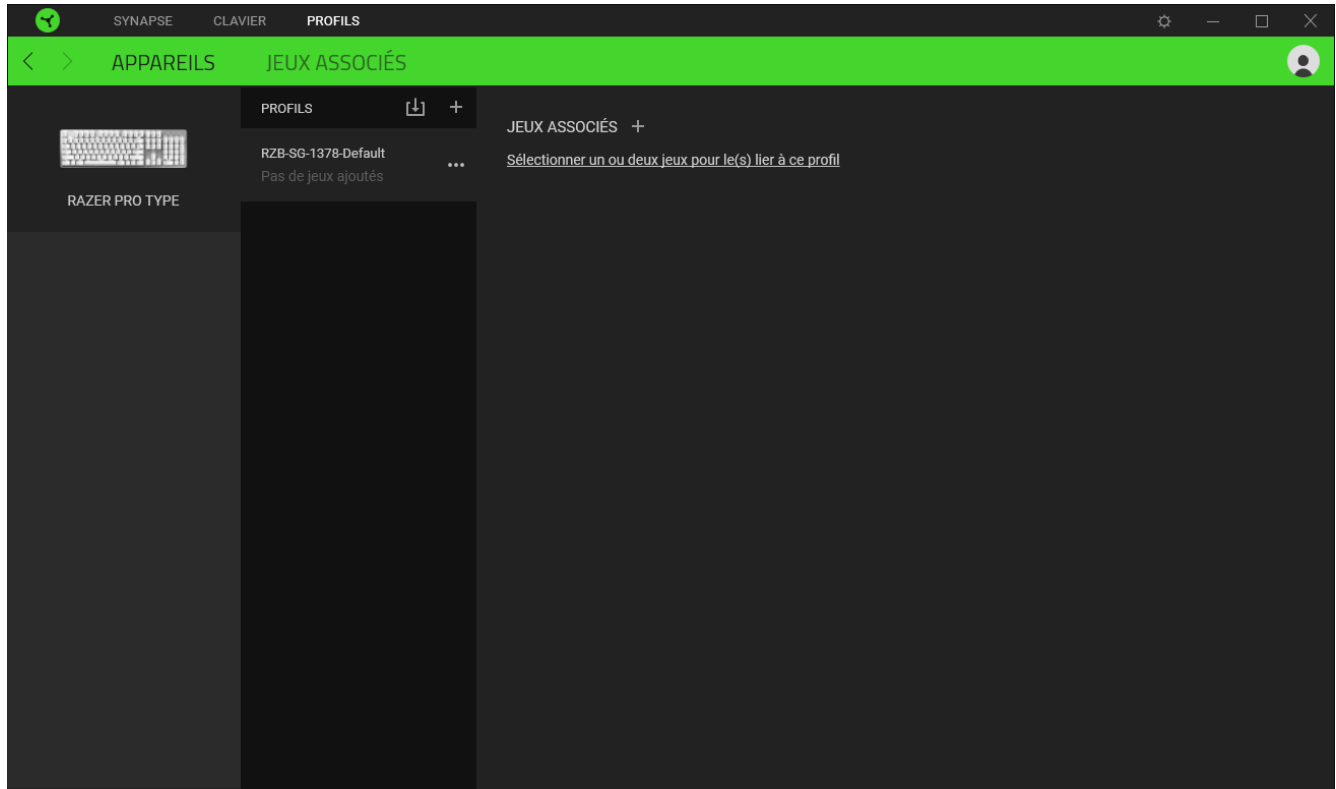 SYNAPSE CLAVIER PROFILS
APPAREILS JEUX ASSOCIÉS
RAZER PRO TYPE
PROFILS
RZB-SG-1378-Default
Pas de jeux ajoutés
JEUX ASSOCIÉS
Sélectionner un ou deux jeux pour le(s) lier à ce profil